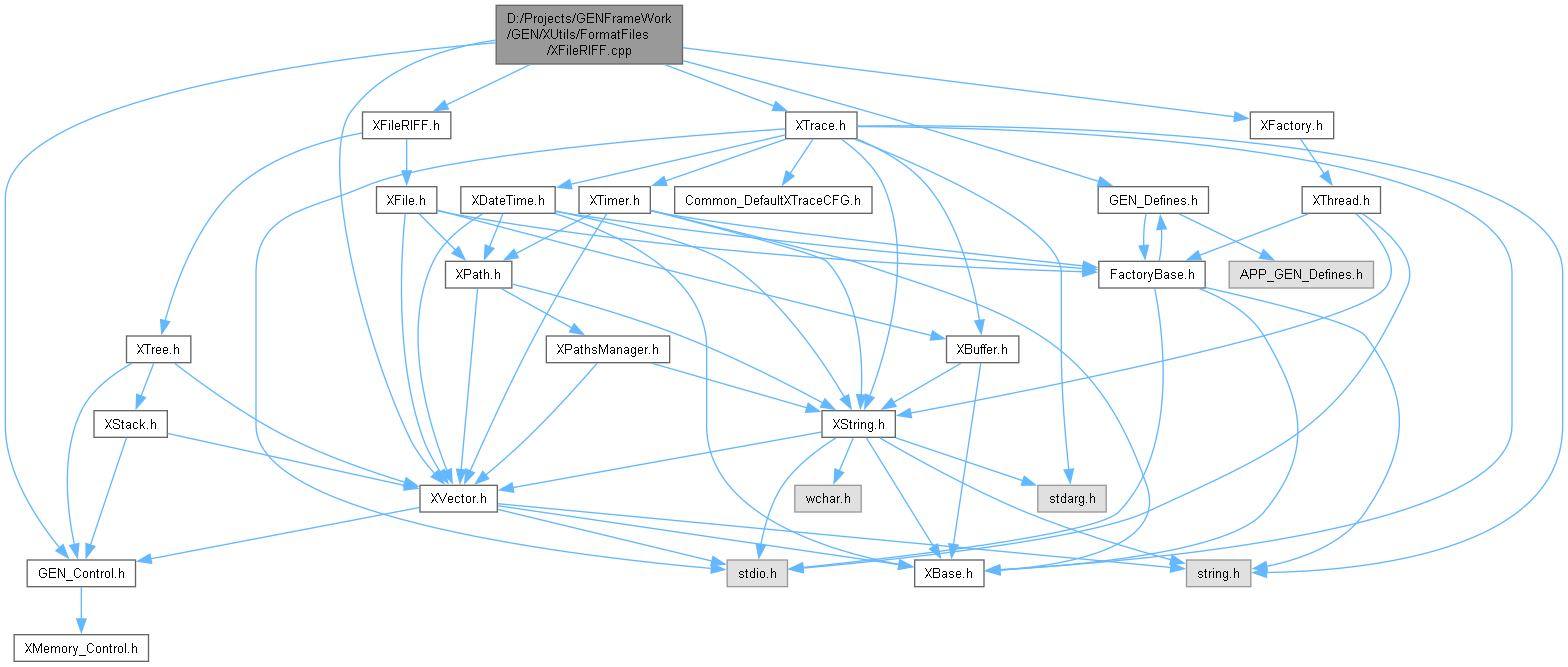 D:/Projects/GENFrameWork
/GEN/XUtils/FormatFiles
/XFileRIFF.cpp
XFileRIFF.h
XTrace.h
XFactory.h
XFile.h
XDateTime.h
XTimer.h
Common_DefaultXTraceCFG.h
GEN_Defines.h
XThread.h
XPath.h
FactoryBase.h
APP_GEN_Defines.h
XTree.h
XPathsManager.h
XBuffer.h
XStack.h
XString.h
XVector.h
wchar.h
stdarg.h
GEN_Control.h
stdio.h
XBase.h
string.h
XMemory_Control.h